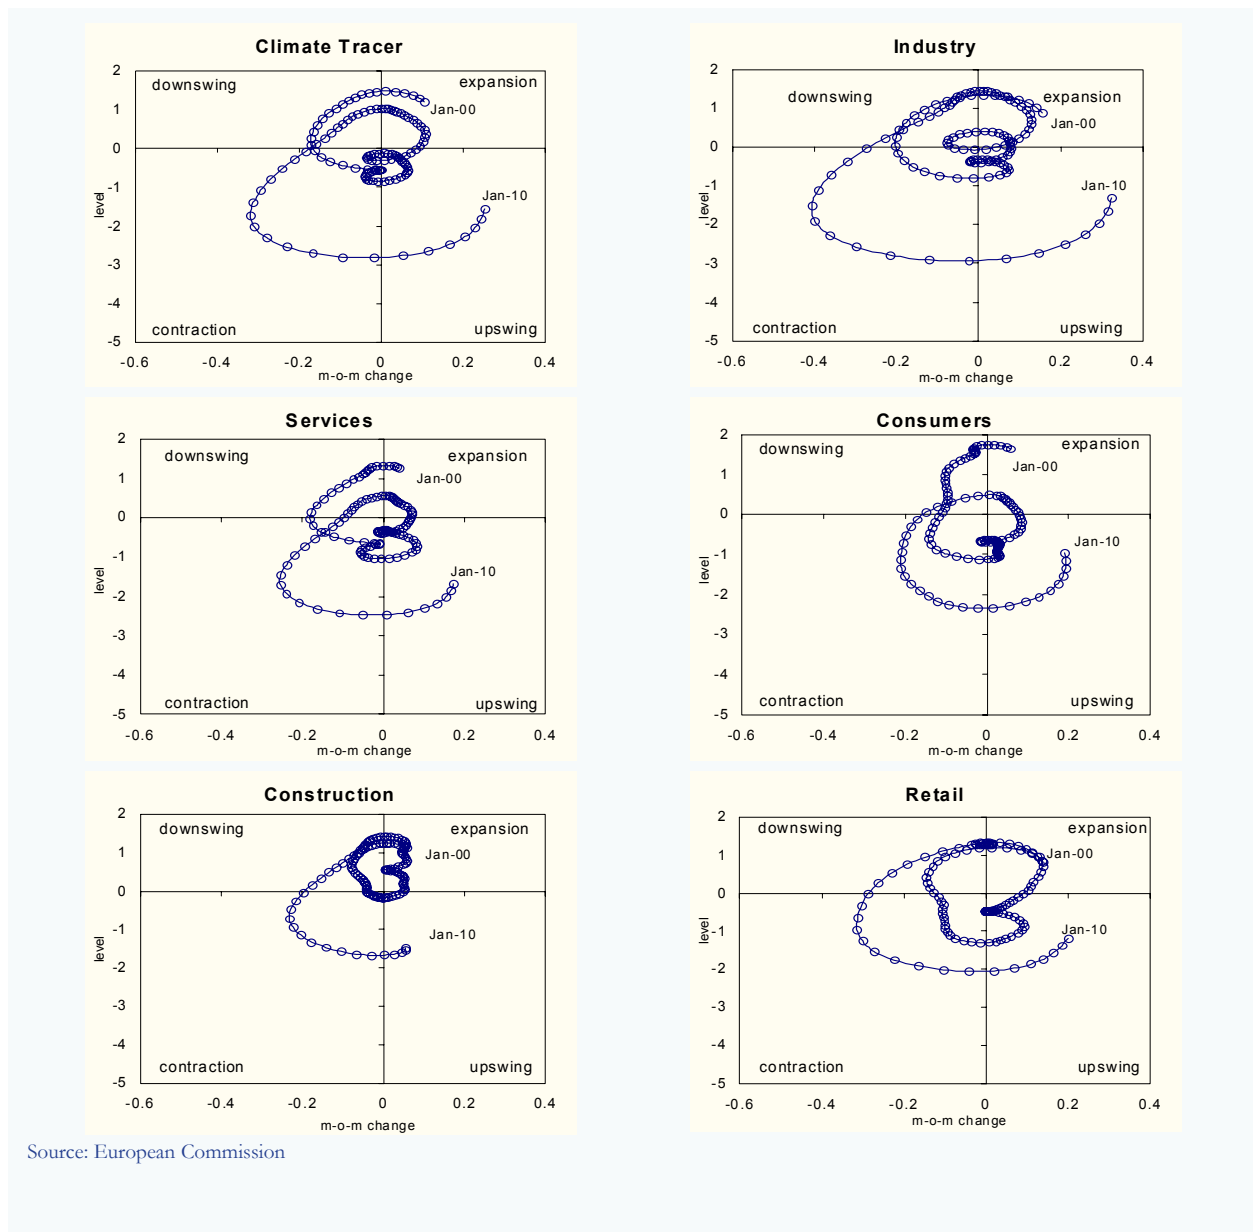 Climate Tracer
2
downswing
expansion
1
Jan-00
0
-1
Jan-10
level
-2
-3
-4
contraction
upswing
-5
-0.6
-0.4
-0.2
0
0.2
0.4
m-o-m change
Industry
2
downswing
expansion
1
Jan-00
0
-1
Jan-10
level
-2
-3
-4
contraction
upswing
-5
-0.6
-0.4
-0.2
0
0.2
0.4
m-o-m change
Services
2
downswing
expansion
1
Jan-00
0
-1
Jan-10
level
-2
-3
-4
contraction
upswing
-5
-0.6
-0.4
-0.2
0
0.2
0.4
m-o-m change
Consumers
2
downswing
expansion
1
Jan-00
0
Jan-10
-1
level
-2
-3
-4
contraction
upswing
-5
-0.6
-0.4
-0.2
0
0.2
0.4
m-o-m change
Construction
2
downswing
expansion
1
Jan-00
0
-1
Jan-10
level
-2
-3
-4
contraction
upswing
-5
-0.6
-0.4
-0.2
0
0.2
0.4
m-o-m change
Retail
2
downswing
expansion
1
Jan-00
0
-1
Jan-10
level
-2
-3
-4
contraction
upswing
-5
-0.6
-0.4
-0.2
0
0.2
0.4
m-o-m change
Source: European Commission